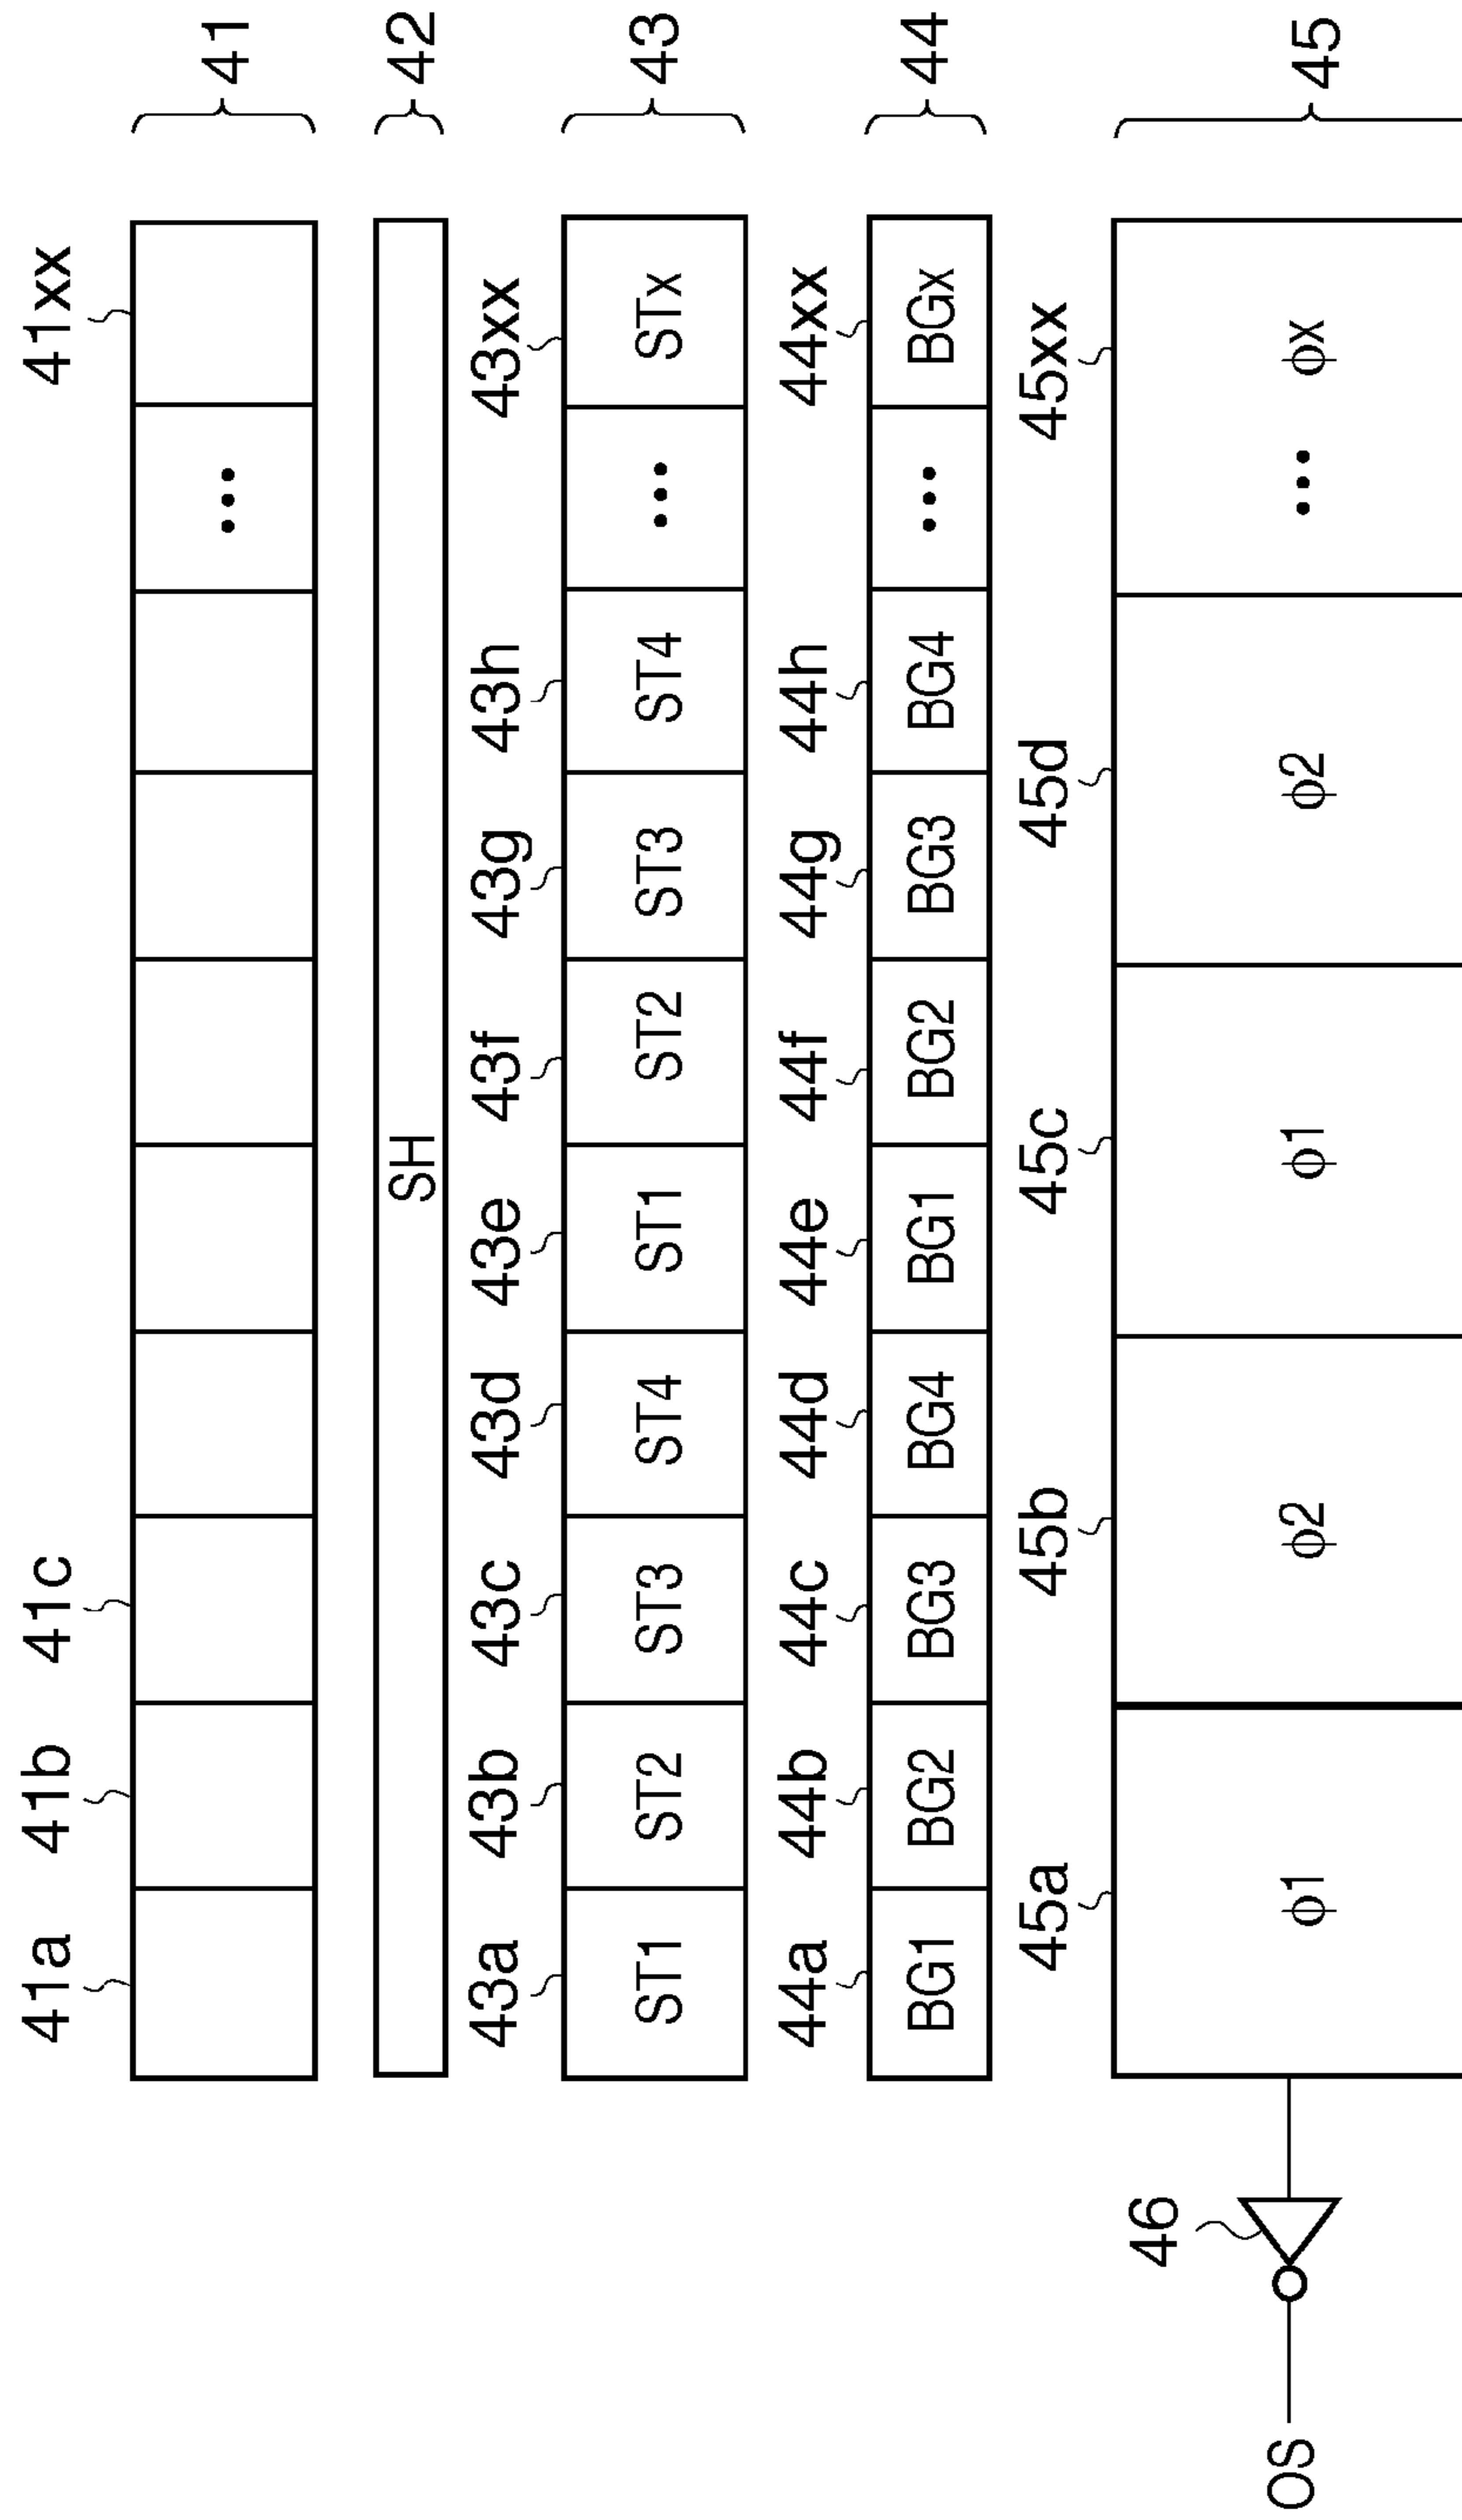 41a 41b 41c 41xx
... 41
SH 42
43a 43b 43c 43d 43e 43f 43g 43h 43xx
ST1 ST2 ST3 ST4 ST1 ST2 ST3 ST4 ... STx 43
44a 44b 44c 44d 44e 44f 44g 44h 44xx
BG1 BG2 BG3 BG4 BG1 BG2 BG3 BG4 ... BGx 44
45a 45b 45c 45d 45xx
46
OS φ1 φ2 φ1 φ2 ... φx 45